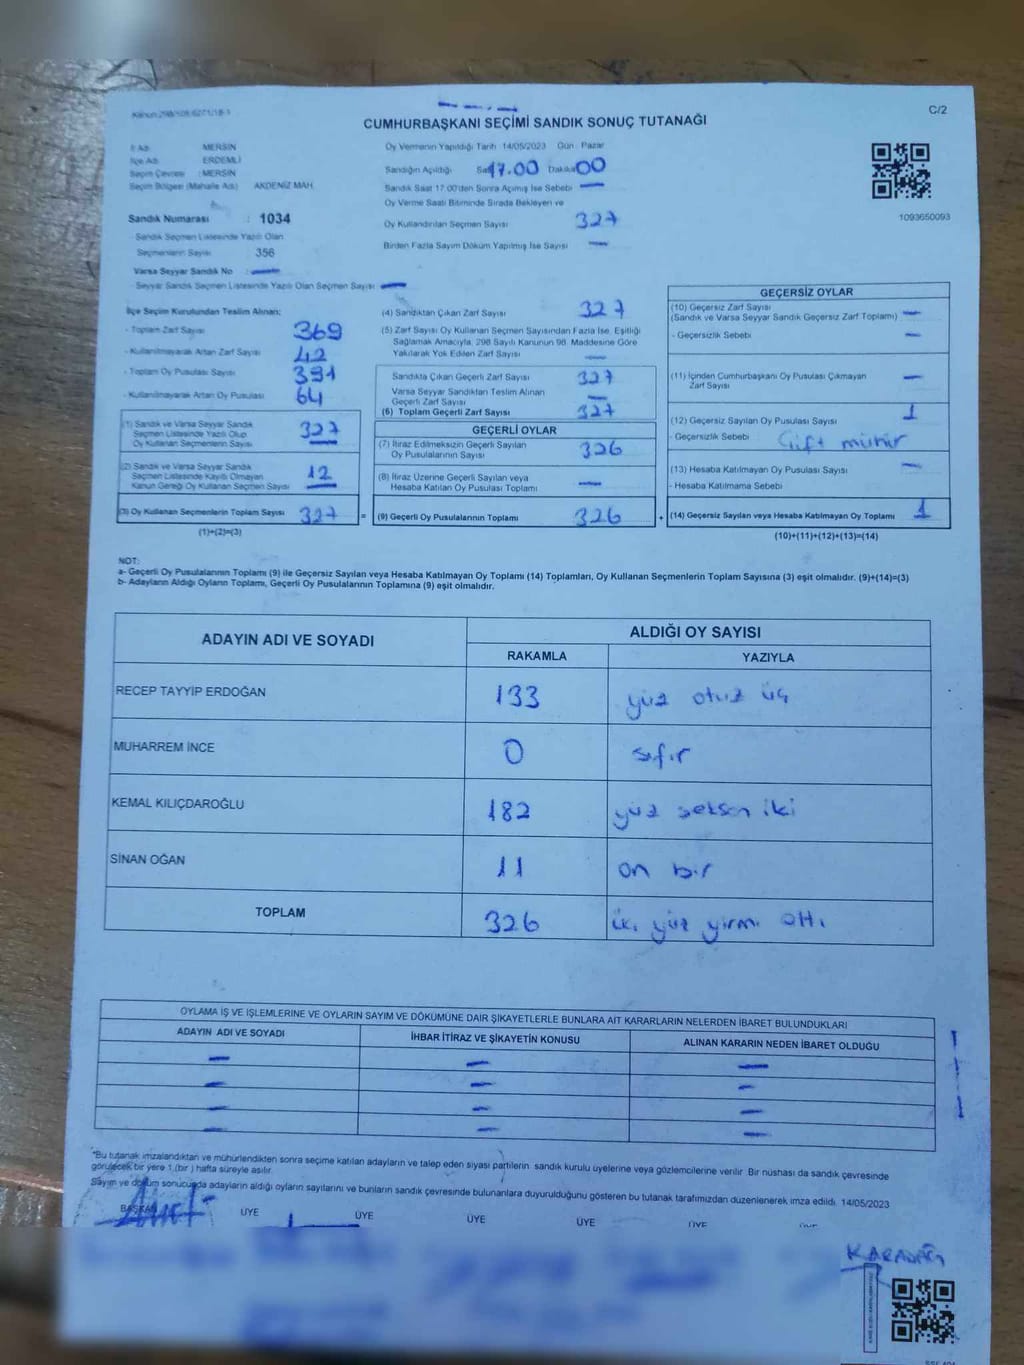 C/2
CUMHURBAŞKANI SEÇİMİ SANDIK SONUÇ TUTANAĞI
İl Adı : MERSİN
İlçe Adı : ERDEMLİ
Seçim Çevresi : MERSİN
Seçim Bölgesi (Mahalle Adı) : AKDENİZ MAH.
Sandık Numarası : 1034
- Sandık Seçmen Listesinde Yazılı Olan
Seçmenlerin Sayısı : 356
Varsa Seyyar Sandık No :
- Seyyar Sandık Seçmen Listesinde Yazılı Olan Seçmen Sayısı :
Oy Vermenin Yapıldığı Tarih : 14/05/2023 Gün : Pazar
Sandığın Açıldığı Saat 17.00 Dakika 00
Sandık Saat 17.00'den Sonra Açılmış İse Sebebi
Oy Verme Saati Bitiminde Sırada Bekleyen ve
Oy Kullandırılan Seçmen Sayısı 327
Birden Fazla Sayım Döküm Yapılmış İse Sayısı
1093650093
İlçe Seçim Kurulundan Teslim Alınan;
- Toplam Zarf Sayısı 369
- Kullanılmayarak Artan Zarf Sayısı 42
- Toplam Oy Pusulası Sayısı 391
- Kullanılmayarak Artan Oy Pusulası 64
(1) Sandık ve Varsa Seyyar Sandık
Seçmen Listesinde Yazılı Olup
Oy Kullanan Seçmenlerin Sayısı 327
(2) Sandık ve Varsa Seyyar Sandık
Seçmen Listesinde Kayıtlı Olmayan
Kanun Gereği Oy Kullanan Seçmen Sayısı 12
(3) Oy Kullanan Seçmenlerin Toplam Sayısı 327 =
(1)+(2)=(3)
(4) Sandıktan Çıkan Zarf Sayısı 327
(5) Zarf Sayısı Oy Kullanan Seçmen Sayısından Fazla İse, Eşitliği
Sağlamak Amacıyla, 298 Sayılı Kanunun 98. Maddesine Göre
Yakılarak Yok Edilen Zarf Sayısı
Sandıkta Çıkan Geçerli Zarf Sayısı 327
Varsa Seyyar Sandıktan Teslim Alınan
Geçerli Zarf Sayısı
(6) Toplam Geçerli Zarf Sayısı 327
GEÇERLİ OYLAR
(7) İtiraz Edilmeksizin Geçerli Sayılan
Oy Pusulalarının Sayısı 326
(8) İtiraz Üzerine Geçerli Sayılan veya
Hesaba Katılan Oy Pusulası Toplamı
(9) Geçerli Oy Pusulalarının Toplamı 326 +
GEÇERSİZ OYLAR
(10) Geçersiz Zarf Sayısı
(Sandık ve Varsa Seyyar Sandık Geçersiz Zarf Toplamı)
- Geçersizlik Sebebi
(11) İçinden Cumhurbaşkanı Oy Pusulası Çıkmayan
Zarf Sayısı
(12) Geçersiz Sayılan Oy Pusulası Sayısı 1
- Geçersizlik Sebebi Çift mühür
(13) Hesaba Katılmayan Oy Pusulası Sayısı
- Hesaba Katılmama Sebebi
(14) Geçersiz Sayılan veya Hesaba Katılmayan Oy Toplamı 1
(10)+(11)+(12)+(13)=(14)
NOT:
a- Geçerli Oy Pusulalarının Toplamı (9) ile Geçersiz Sayılan veya Hesaba Katılmayan Oy Toplamı (14) Toplamları, Oy Kullanan Seçmenlerin Toplam Sayısına (3) eşit olmalıdır. (9)+(14)=(3)
b- Adayların Aldığı Oyların Toplamı, Geçerli Oy Pusulalarının Toplamına (9) eşit olmalıdır.
ADAYIN ADI VE SOYADI
ALDIĞI OY SAYISI
RAKAMLA YAZIYLA
RECEP TAYYİP ERDOĞAN 133 yüz otuz üç
MUHARREM İNCE 0 sıfır
KEMAL KILIÇDAROĞLU 182 yüz seksen iki
SİNAN OĞAN 11 on bir
TOPLAM 326 iki yüz yirmi altı
OYLAMA İŞ VE İŞLEMLERİNE VE OYLARIN SAYIM VE DÖKÜMÜNE DAİR ŞİKAYETLERLE BUNLARA AİT KARARLARIN NELERDEN İBARET BULUNDUKLARI
ADAYIN ADI VE SOYADI İHBAR İTİRAZ VE ŞİKAYETİN KONUSU ALINAN KARARIN NEDEN İBARET OLDUĞU
*Bu tutanak imzalandıktan ve mühürlendikten sonra seçime katılan adayların ve talep eden siyasi partilerin sandık kurulu üyelerine veya gözlemcilerine verilir. Bir nüshası da sandık çevresinde
görülecek bir yere 1 (bir ) hafta süreyle asılır.
Sayım ve döküm sonucunda adayların aldığı oyların sayılarını ve bunların sandık çevresinde bulunanlara duyurulduğunu gösteren bu tutanak tarafımızdan düzenlenerek imza edildi. 14/05/2023
BAŞKAN ÜYE ÜYE ÜYE ÜYE ÜYE
KARADAĞ